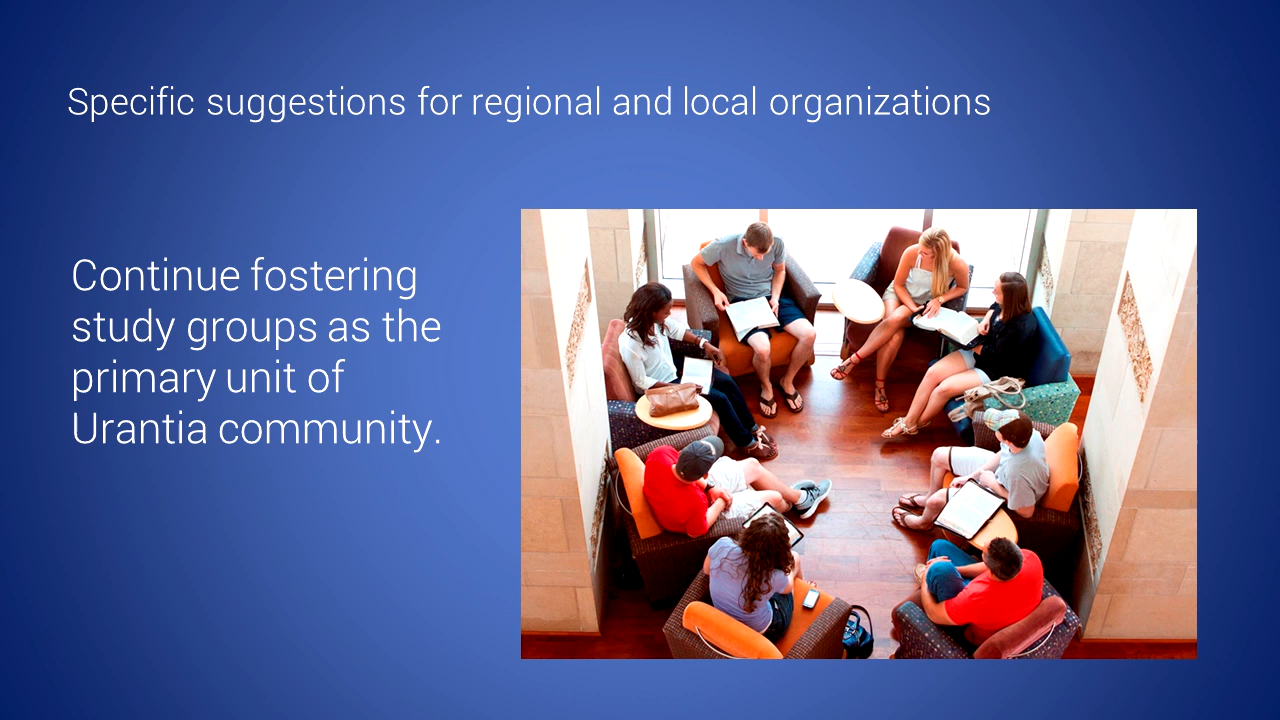 Specific suggestions for regional and local organizations
Continue fostering
study groups as the
primary unit of
Urantia community.